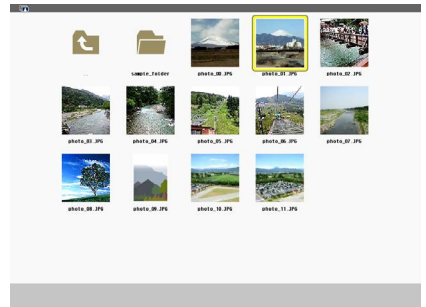 ..
sample_folder
photo_00.JPG
photo_01.JPG
photo_02.JPG
photo_03.JPG
photo_04.JPG
photo_05.JPG
photo_06.JPG
photo_07.JPG
photo_08.JPG
photo_09.JPG
photo_10.JPG
photo_11.JPG